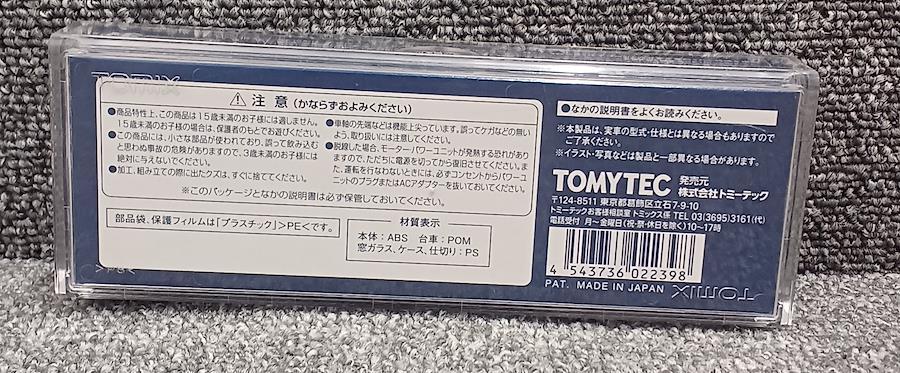 TOMIX
⚠ 注意（かならずおよみください）
●商品特性上、この商品は15歳未満のお子様には適しません。
15歳未満のお子様の場合は、保護者のもとでお遊びください。
●この商品には、小さな部品が使われており、誤って飲み込む
と思わぬ事故の危険がありますので、3歳未満のお子様には
絶対に与えないでください。
●加工、組み立ての際に出たクズは、すぐに捨ててください。
●車軸の先端などは機能上尖っています。誤ってケガなどの無い
よう、取り扱いには注意してください。
●脱線した場合、モーターパワーユニットが発熱する恐れがあり
ますので、ただちに電源を切ってから復旧させてください。ま
た、運転を行なわないときには、必ずコンセントからパワーユ
ニットのプラグまたはACアダプターを抜いておいてください。
※このパッケージとなかの説明書は必ず保管しておいてください。
部品袋、保護フィルムは「プラスチック」>PE<です。
材質表示
本体：ABS 台車：POM
窓ガラス、ケース、仕切り：PS
●なかの説明書をよくお読みください。
※本製品は、実車の型式・仕様とは異なる場合もありますので
ご了承ください。
※イラスト・写真などは製品と一部異なる場合があります。
TOMYTEC 発売元
株式会社トミーテック
〒124-8511 東京都葛飾区立石7-9-10
トミーテックお客様相談室 トミックス係 TEL 03(3695)3161(代)
電話受付/月〜金曜日(祝・祭・休日を除く)10〜17時
4 543736 022398
PAT. MADE IN JAPAN
TOMIX
>PS<